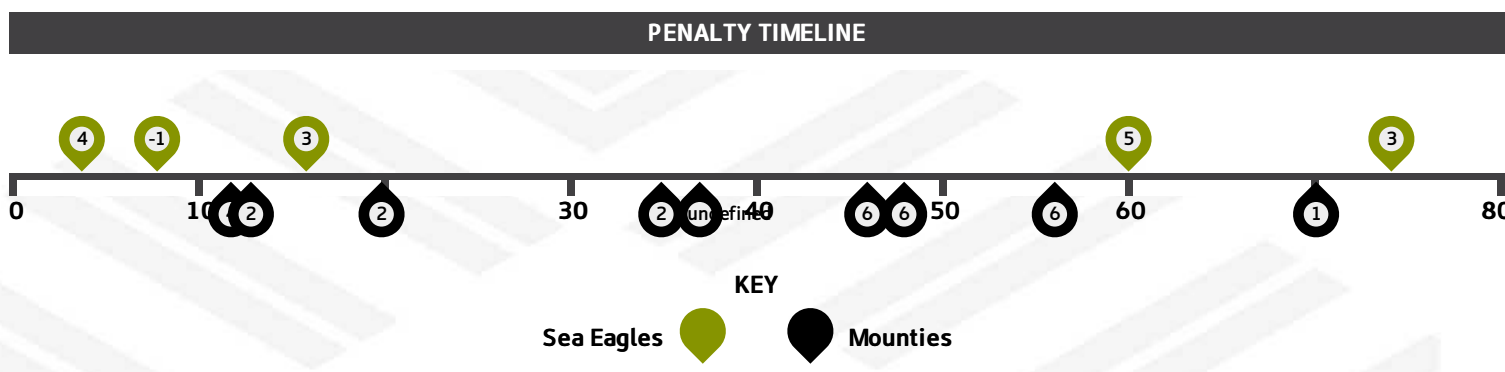 PENALTY TIMELINE
4 -1 3 5 3
0 10 2 2 30 2 undefined 40 6 6 50 6 60 1 80
KEY
Sea Eagles Mounties